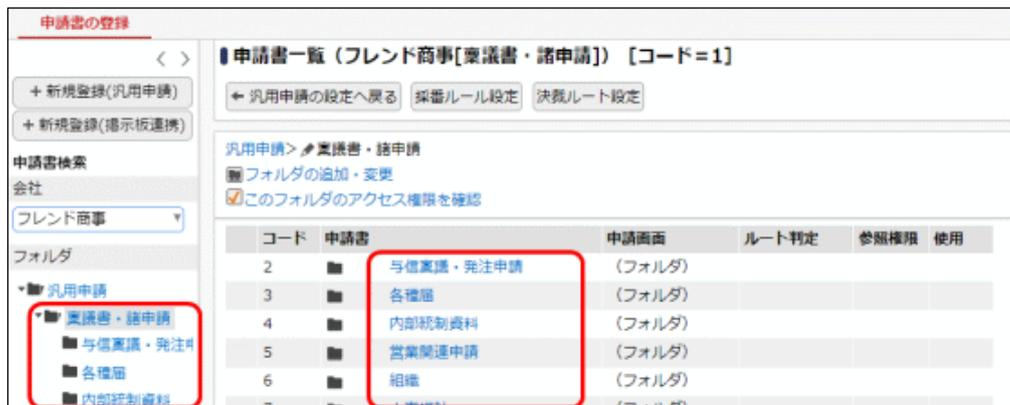 申請書の登録
＋新規登録(汎用申請)
＋新規登録(掲示板連携)
申請書検索
会社
フレンド商事
フォルダ
汎用申請
稟議書・諸申請
与信稟議・発注申
各種届
内部統制資料
申請書一覧（フレンド商事[稟議書・諸申請]）［コード=1］
←汎用申請の設定へ戻る 採番ルール設定 決裁ルート設定
汎用申請> 稟議書・諸申請
フォルダの追加・変更
このフォルダのアクセス権限を確認
コード 申請書 申請画面 ルート判定 参照権限 使用
2 与信稟議・発注申請 （フォルダ）
3 各種届 （フォルダ）
4 内部統制資料 （フォルダ）
5 営業関連申請 （フォルダ）
6 組織 （フォルダ）